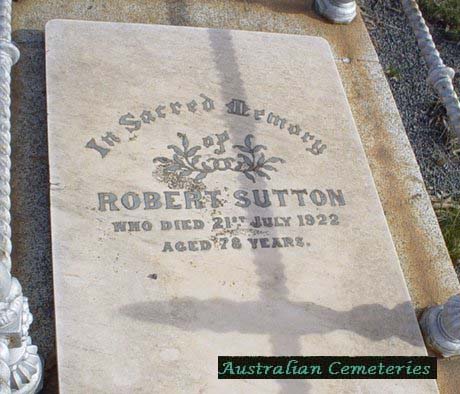 In Sacred Memory
of
ROBERT SUTTON
WHO DIED 21ST JULY 1922
AGED 78 YEARS.
Australian Cemeteries